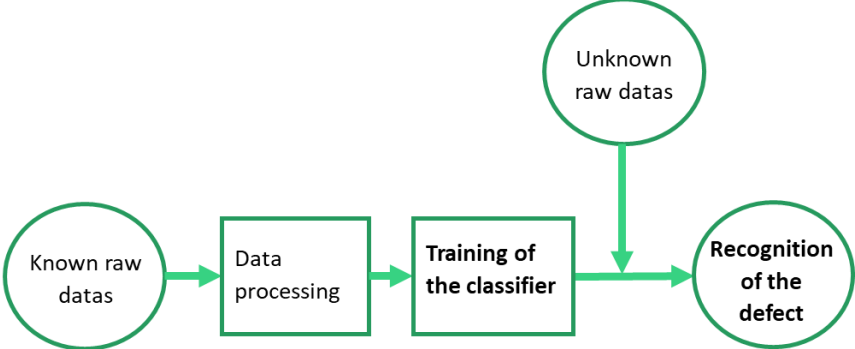 Unknown
raw datas
Known raw
datas
Data
processing
Training of
the classifier
Recognition
of the
defect